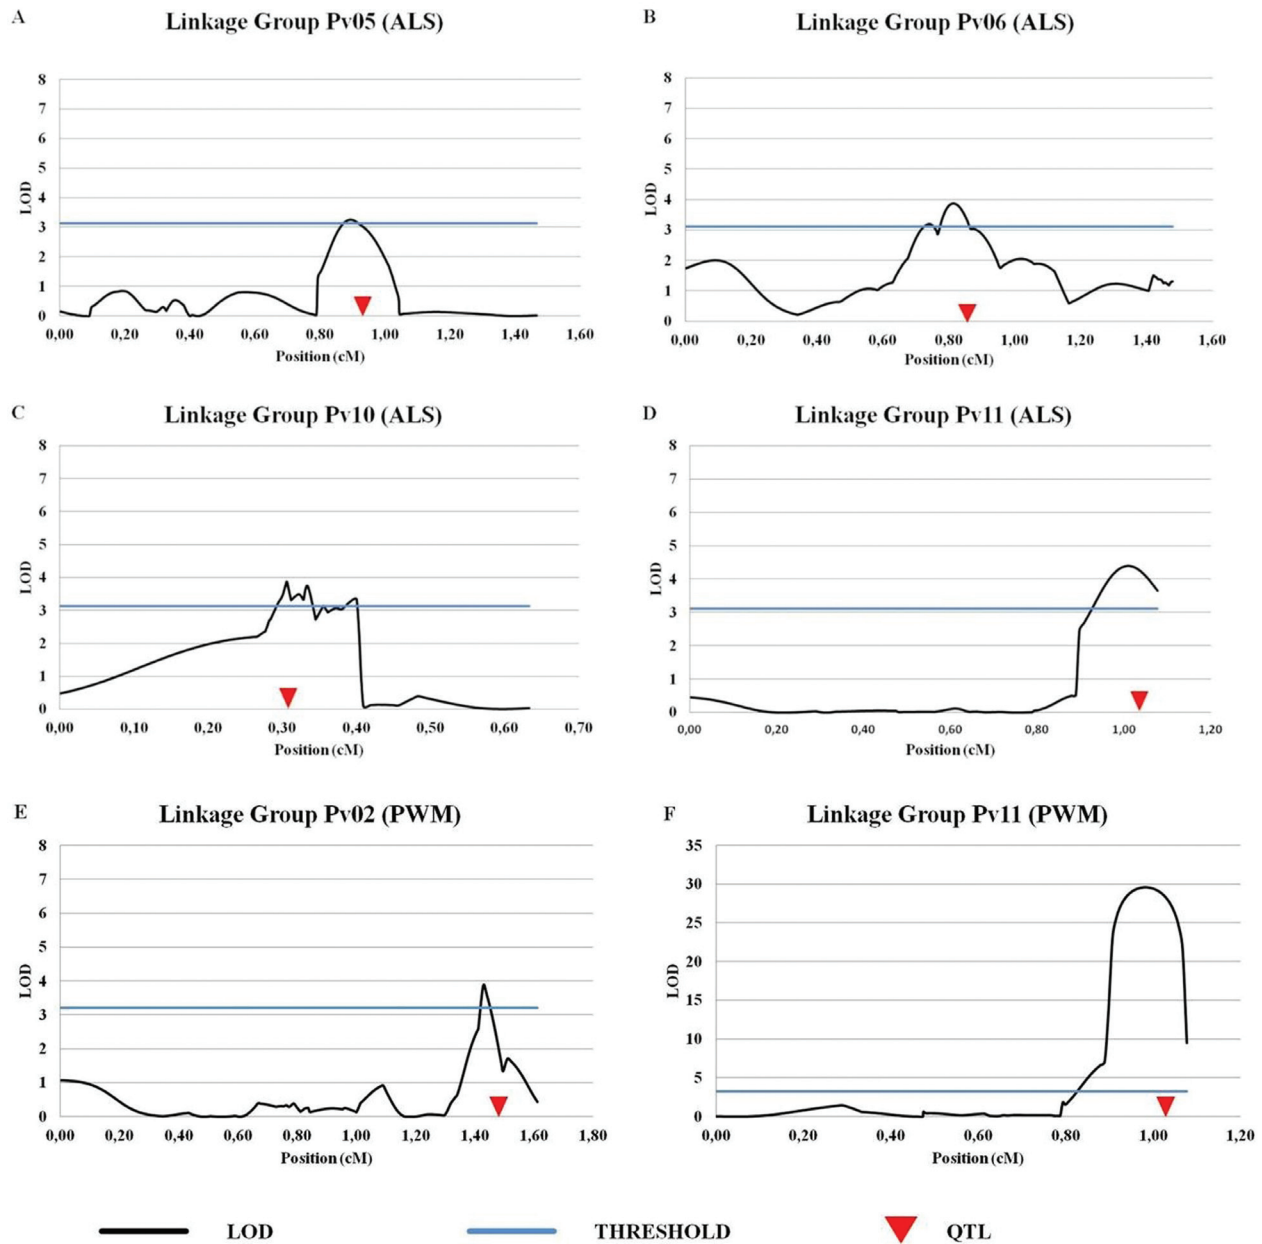 A
Linkage Group Pv05 (ALS)
8
7
6
5
4
3
2
1
0
LOD
0,00 0,20 0,40 0,60 0,80 1,00 1,20 1,40 1,60
Position (cM)
B
Linkage Group Pv06 (ALS)
8
7
6
5
4
3
2
1
0
LOD
0,00 0,20 0,40 0,60 0,80 1,00 1,20 1,40 1,60
Position (cM)
C
Linkage Group Pv10 (ALS)
8
7
6
5
4
3
2
1
0
LOD
0,00 0,10 0,20 0,30 0,40 0,50 0,60 0,70
Position (cM)
D
Linkage Group Pv11 (ALS)
8
7
6
5
4
3
2
1
0
LOD
0,00 0,20 0,40 0,60 0,80 1,00 1,20
Position (cM)
E
Linkage Group Pv02 (PWM)
8
7
6
5
4
3
2
1
0
LOD
0,00 0,20 0,40 0,60 0,80 1,00 1,20 1,40 1,60 1,80
Position (cM)
F
Linkage Group Pv11 (PWM)
35
30
25
20
15
10
5
0
LOD
0,00 0,20 0,40 0,60 0,80 1,00 1,20
Position (cM)
LOD THRESHOLD QTL